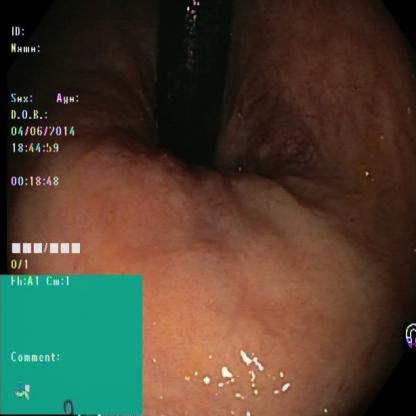 ID:
Name:
Sex: Age:
D.O.B.:
04/06/2014
18:44:59
00:18:48
■■■/■■■
0/1
Eh:A1 Cm:1
Comment: